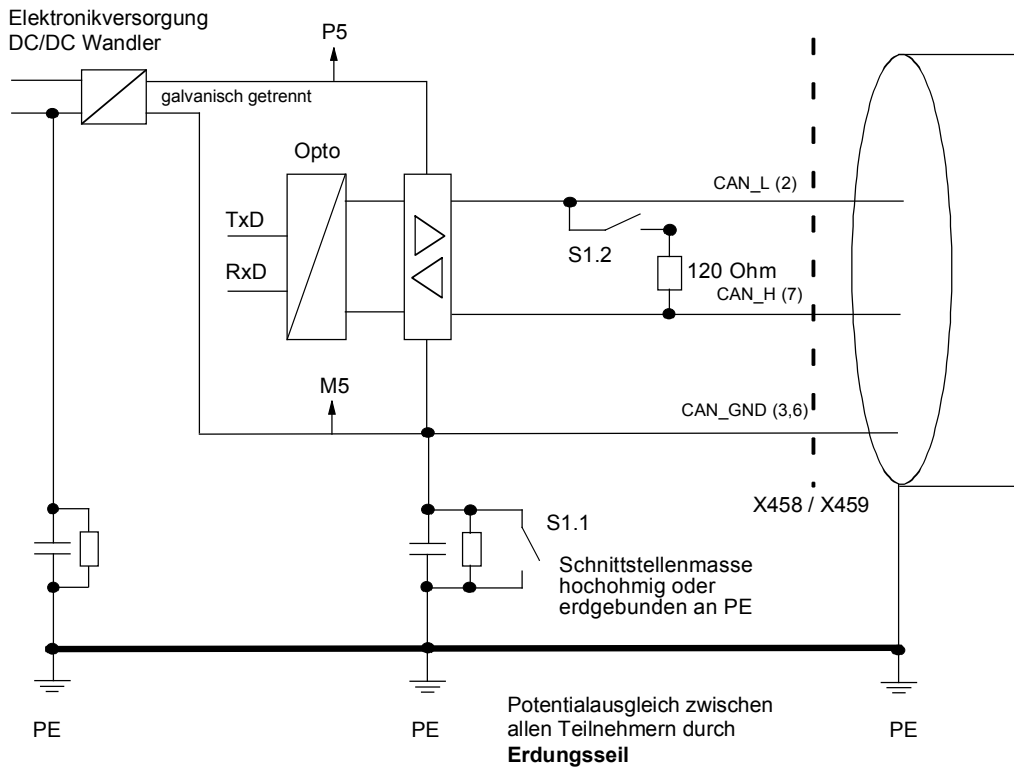 Elektronikversorgung
DC/DC Wandler
P5
galvanisch getrennt
Opto
CAN_L (2)
TxD
S1.2
RxD
120 Ohm
CAN_H (7)
M5
CAN_GND (3,6)
X458 / X459
S1.1
Schnittstellenmasse
hochohmig oder
erdgebunden an PE
Potentialausgleich zwischen
allen Teilnehmern durch
Erdungsseil
PE
PE
PE